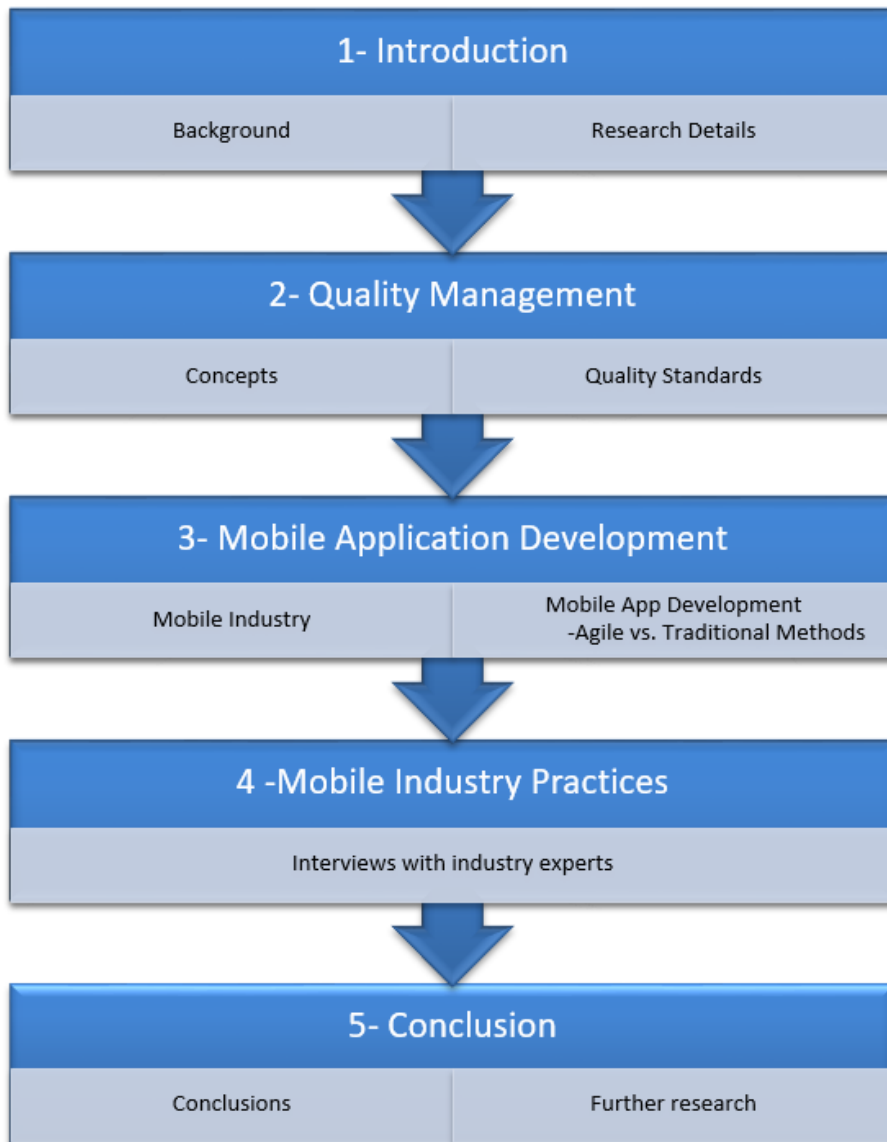 1- Introduction
Background
Research Details
2- Quality Management
Concepts
Quality Standards
3- Mobile Application Development
Mobile Industry
Mobile App Development
-Agile vs. Traditional Methods
4 -Mobile Industry Practices
Interviews with industry experts
5- Conclusion
Conclusions
Further research